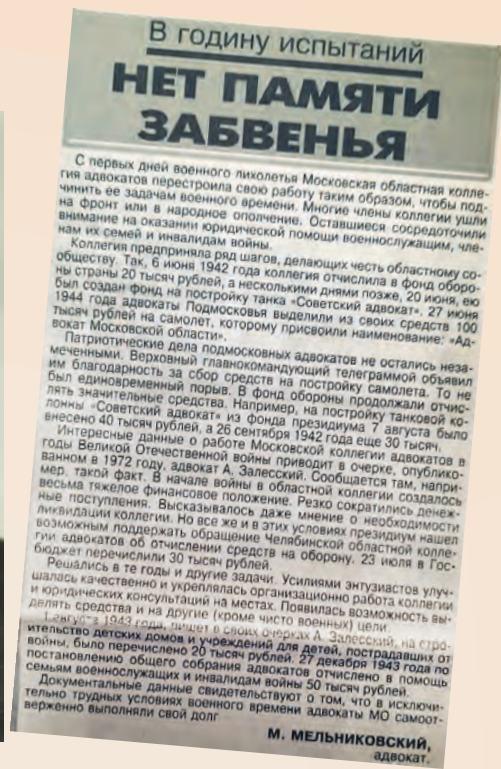 В годину испытаний
НЕТ ПАМЯТИ
ЗАБВЕНЬЯ
С первых дней военного лихолетья Московская областная колле-
гия адвокатов перестроила свою работу таким образом, чтобы под-
чинить ее задачам военного времени. Многие члены коллегии ушли
на фронт или в народное ополчение. Оставшиеся сосредоточили
внимание на оказании юридической помощи военнослужащим, чле-
нам их семей и инвалидам войны.
Коллегия предприняла ряд шагов, делающих честь областному со-
обществу. Так, 6 июня 1942 года коллегия отчислила в фонд оборо-
ны страны 20 тысяч рублей, а несколькими днями позже, 20 июня, ею
был создан фонд на постройку танка «Советский адвокат». 27 июня
1944 года адвокаты Подмосковья выделили из своих средств 100
тысяч рублей на самолет, которому присвоили наименование: «Ад-
вокат Московской области».
Патриотические дела подмосковных адвокатов не остались неза-
меченными. Верховный главнокомандующий телеграммой объявил
им благодарность за сбор средств на постройку самолета. То не
был единовременный порыв. В фонд обороны продолжали отчис-
лять значительные средства. Например, на постройку танковой ко-
лонны «Советский адвокат» из фонда президиума 7 августа было
внесено 40 тысяч рублей, а 26 сентября 1942 года еще 30 тысяч.
Интересные данные о работе Московской коллегии адвокатов в
годы Великой Отечественной войны приводит в очерке, опублико-
ванном в 1972 году, адвокат А. Залесский. Сообщается там, напри-
мер, такой факт. В начале войны в областной коллегии создалось
весьма тяжелое финансовое положение. Резко сократились денеж-
ные поступления. Высказывалось даже мнение о необходимости
ликвидации коллегии. Но все же и в этих условиях президиум нашел
возможным поддержать обращение Челябинской областной колле-
гии адвокатов об отчислении средств на оборону. 23 июля в Гос-
бюджет перечислили 30 тысяч рублей.
Решались в те годы и другие задачи. Усилиями энтузиастов улуч-
шалась качественно и укреплялась организационно работа коллегии
и юридических консультаций на местах. Появилась возможность вы-
делять средства и на другие (кроме чисто военных) цели.
1 августа 1943 года, пишет в своих очерках А. Залесский, на стро-
ительство детских домов и учреждений для детей, пострадавших от
войны, было перечислено 20 тысяч рублей. 27 декабря 1943 года по
постановлению общего собрания адвокатов отчислено в помощь
семьям военнослужащих и инвалидам войны 50 тысяч рублей.
Документальные данные свидетельствуют о том, что в исключи-
тельно трудных условиях военного времени адвокаты МО самоот-
верженно выполняли свой долг
М. МЕЛЬНИКОВСКИЙ,
адвокат.